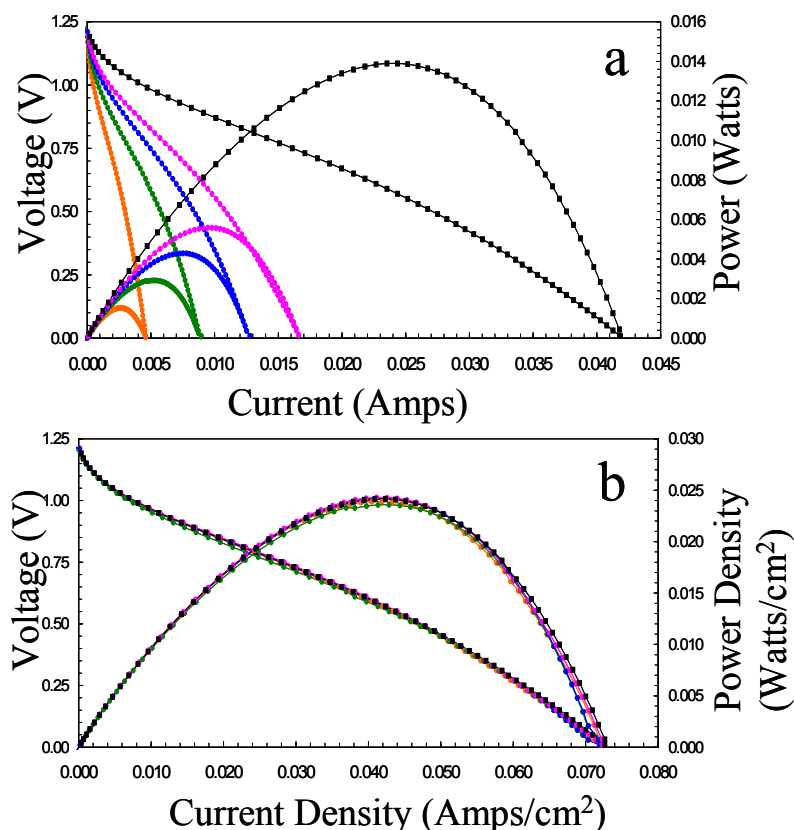 a
1.25
1.00
0.75
0.50
0.25
0.00
Voltage (V)
0.016
0.014
0.012
0.010
0.008
0.006
0.004
0.002
0.000
Power (Watts)
0.000 0.005 0.010 0.015 0.020 0.025 0.030 0.035 0.040 0.045
Current (Amps)
b
1.25
1.00
0.75
0.50
0.25
0.00
Voltage (V)
0.030
0.025
0.020
0.015
0.010
0.005
0.000
Power Density
(Watts/cm²)
0.000 0.010 0.020 0.030 0.040 0.050 0.060 0.070 0.080
Current Density (Amps/cm²)